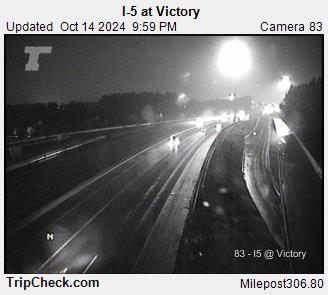 I-5 at Victory
Updated Oct 14 2024 9:59 PM Camera 83
T
N
83 - I5 @ Victory
TripCheck.com Milepost306.80